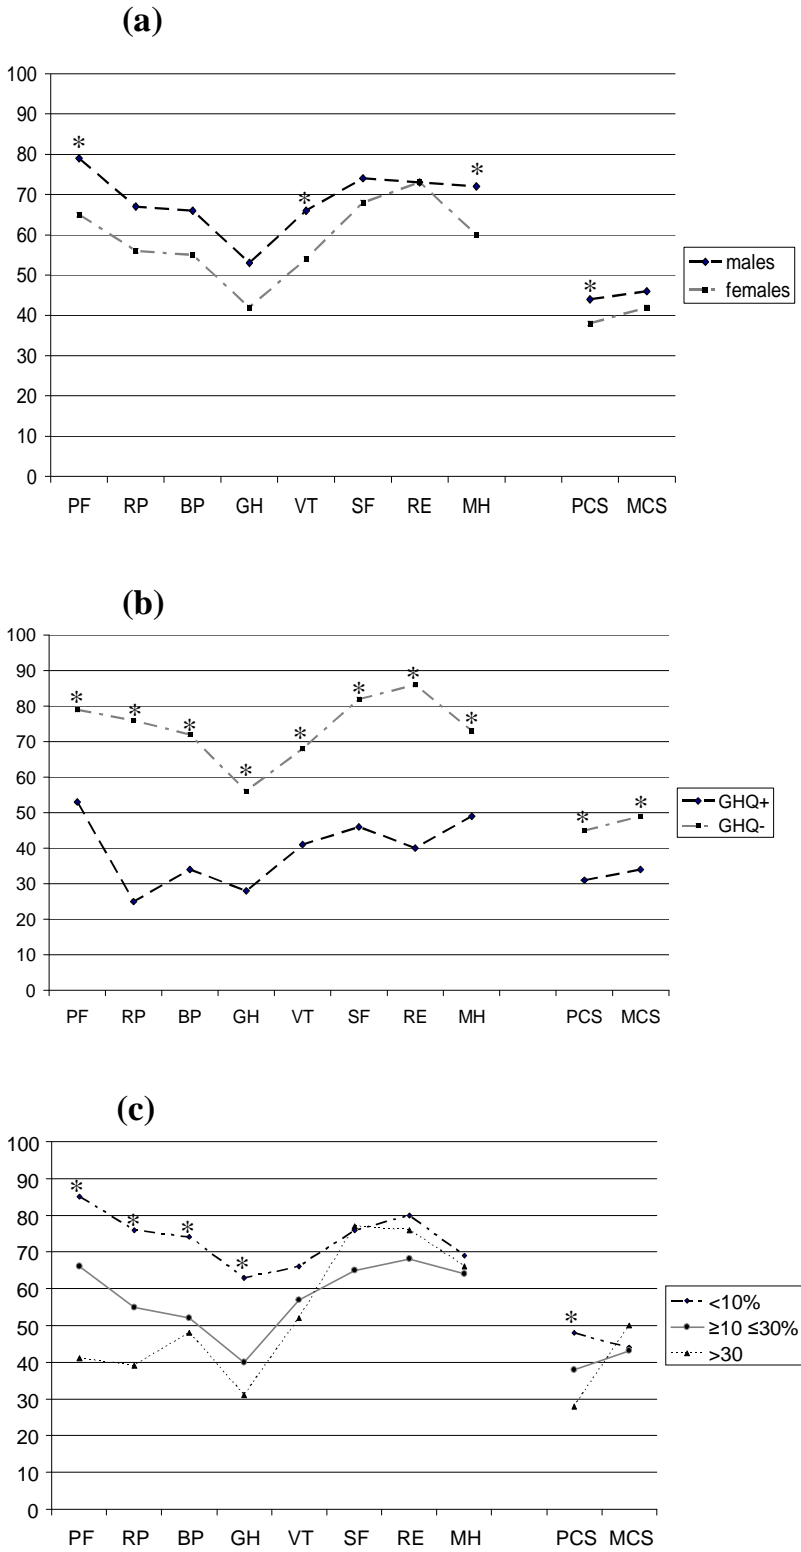 (a)
100
90
80
70
60
50
40
30
20
10
0
* * * *
PF RP BP GH VT SF RE MH PCS MCS
males
females
(b)
100
90
80
70
60
50
40
30
20
10
0
* * * * * * * * * *
PF RP BP GH VT SF RE MH PCS MCS
GHQ+
GHQ-
(c)
100
90
80
70
60
50
40
30
20
10
0
* * * * *
PF RP BP GH VT SF RE MH PCS MCS
<10%
≥10 ≤30%
>30